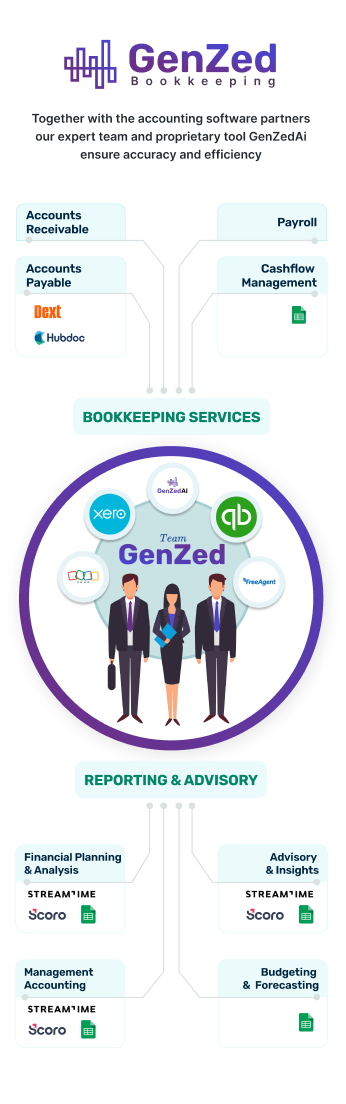 GenZed
Bookkeeping
Together with the accounting software partners
our expert team and proprietary tool GenZedAi
ensure accuracy and efficiency
Accounts
Receivable
Payroll
Accounts
Payable
Dext
Hubdoc
Cashflow
Management
BOOKKEEPING SERVICES
GenZedAI
xero
qb
ZOHO
FreeAgent
Team
GenZed
REPORTING & ADVISORY
Financial Planning
& Analysis
STREAMTIME
Scoro
Advisory
& Insights
STREAMTIME
Scoro
Management
Accounting
STREAMTIME
Scoro
Budgeting
& Forecasting